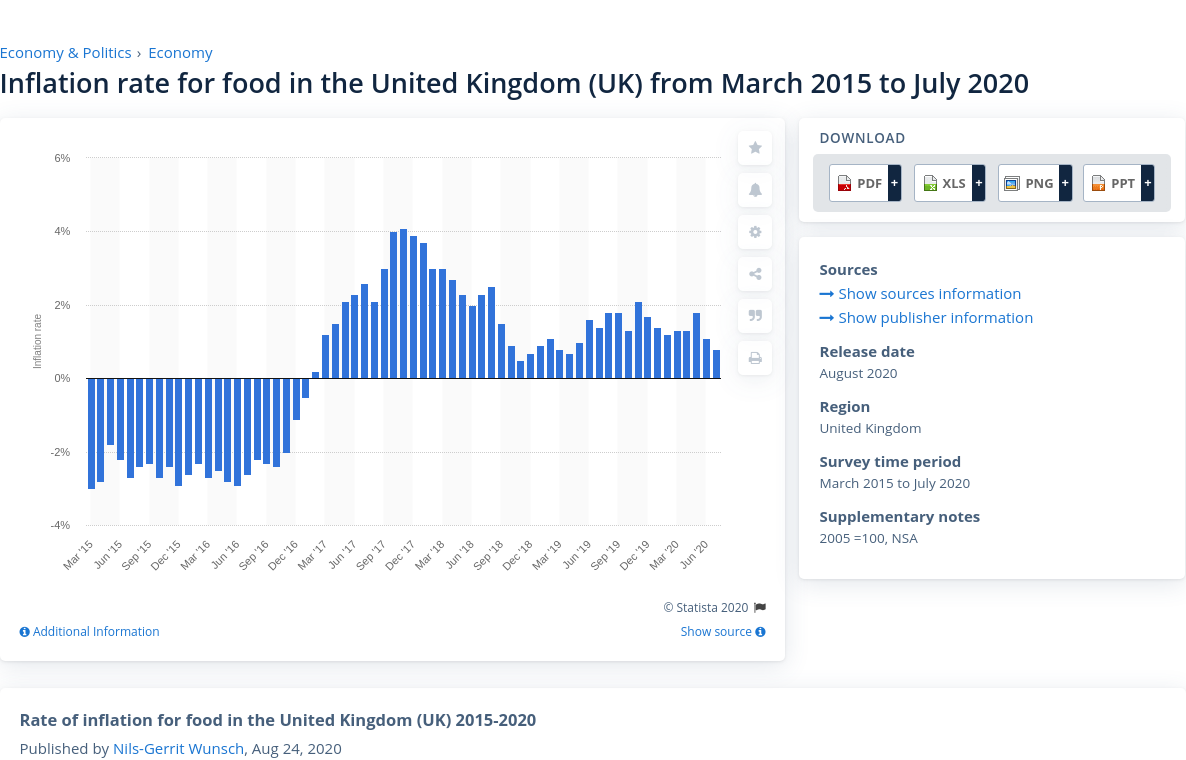 Economy & Politics › Economy
Inflation rate for food in the United Kingdom (UK) from March 2015 to July 2020
6%
4%
2%
0%
-2%
-4%
Inflation rate
Mar '15
Jun '15
Sep '15
Dec '15
Mar '16
Jun '16
Sep '16
Dec '16
Mar '17
Jun '17
Sep '17
Dec '17
Mar '18
Jun '18
Sep '18
Dec '18
Mar '19
Jun '19
Sep '19
Dec '19
Mar '20
Jun '20
© Statista 2020
Additional Information
Show source
DOWNLOAD
PDF + XLS + PNG + PPT +
Sources
Show sources information
Show publisher information
Release date
August 2020
Region
United Kingdom
Survey time period
March 2015 to July 2020
Supplementary notes
2005 =100, NSA
Rate of inflation for food in the United Kingdom (UK) 2015-2020
Published by Nils-Gerrit Wunsch, Aug 24, 2020